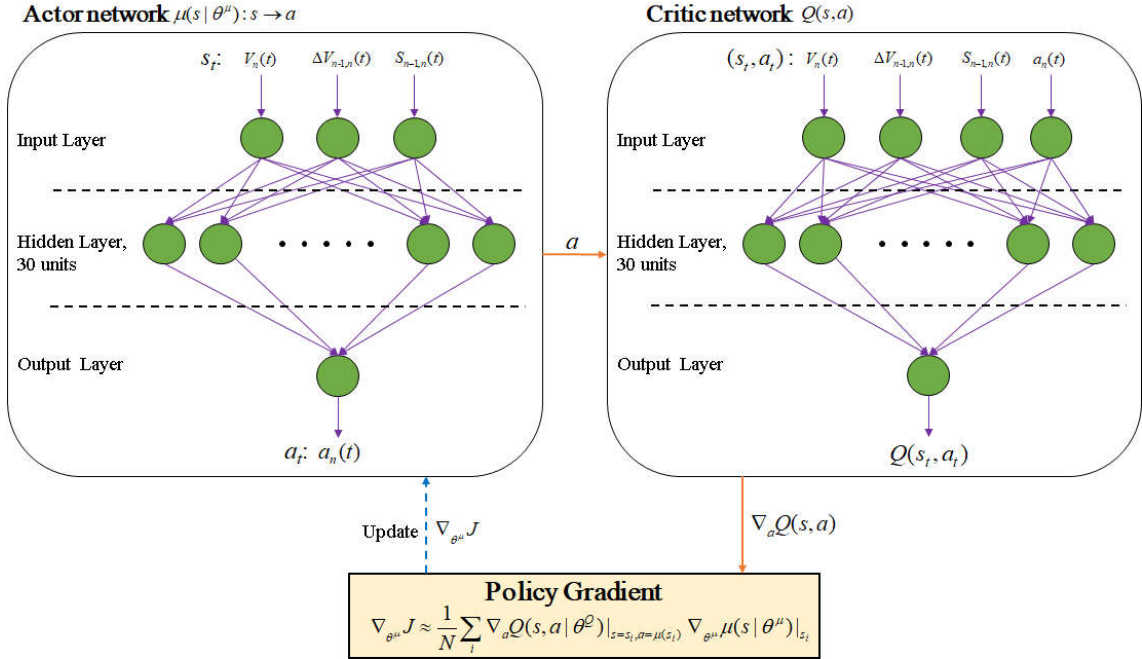 Actor network μ(s | θ^μ): s → a
s_t: V_n(t) ΔV_{n-1,n}(t) S_{n-1,n}(t)
Input Layer
Hidden Layer,
30 units
Output Layer
a_t: a_n(t)
a
Critic network Q(s,a)
(s_t, a_t): V_n(t) ΔV_{n-1,n}(t) S_{n-1,n}(t) a_n(t)
Input Layer
Hidden Layer,
30 units
Output Layer
Q(s_t, a_t)
Update ∇_{θ^μ} J
∇_a Q(s,a)
Policy Gradient
∇_{θ^μ} J ≈ 1/N ∑_i ∇_a Q(s,a | θ^Q)|_{s=s_i,a=μ(s_i)} ∇_{θ^μ} μ(s | θ^μ)|_{s_i}